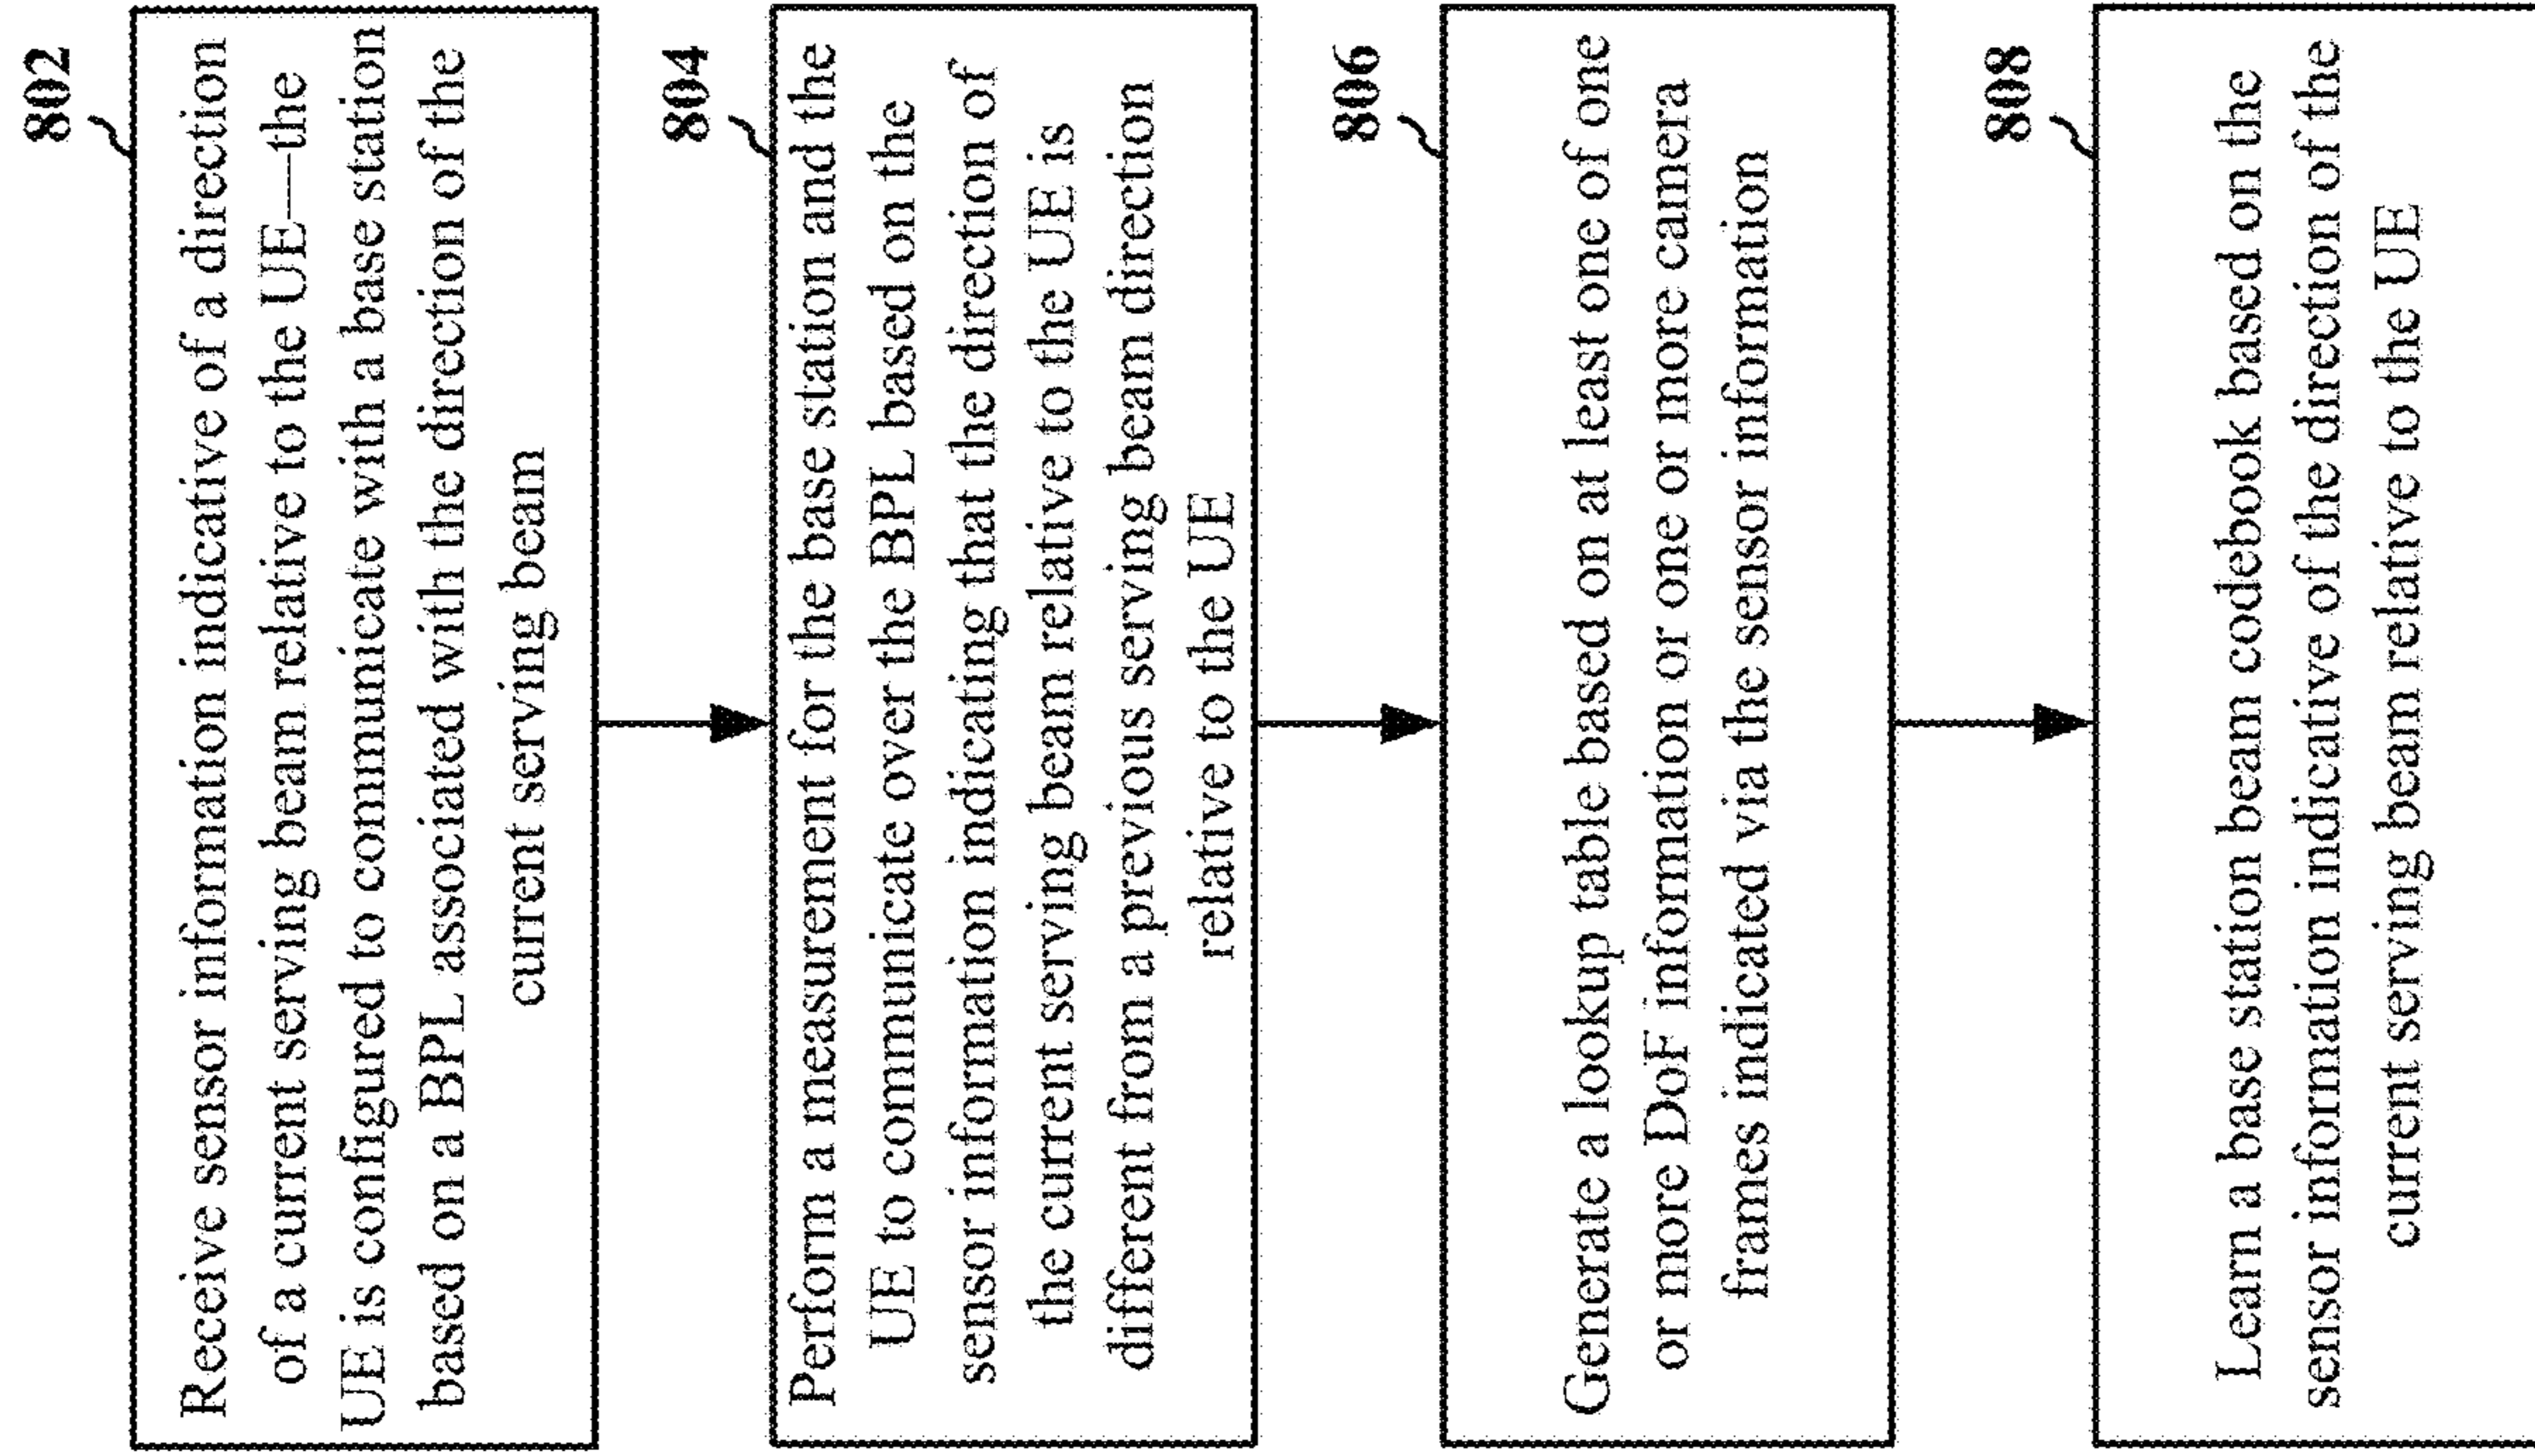 802
Receive sensor information indicative of a direction
of a current serving beam relative to the UE—the
UE is configured to communicate with a base station
based on a BPL associated with the direction of the
current serving beam
804
Perform a measurement for the base station and the
UE to communicate over the BPL based on the
sensor information indicating that the direction of
the current serving beam relative to the UE is
different from a previous serving beam direction
relative to the UE
806
Generate a lookup table based on at least one of one
or more DoF information or one or more camera
frames indicated via the sensor information
808
Learn a base station beam codebook based on the
sensor information indicative of the direction of the
current serving beam relative to the UE